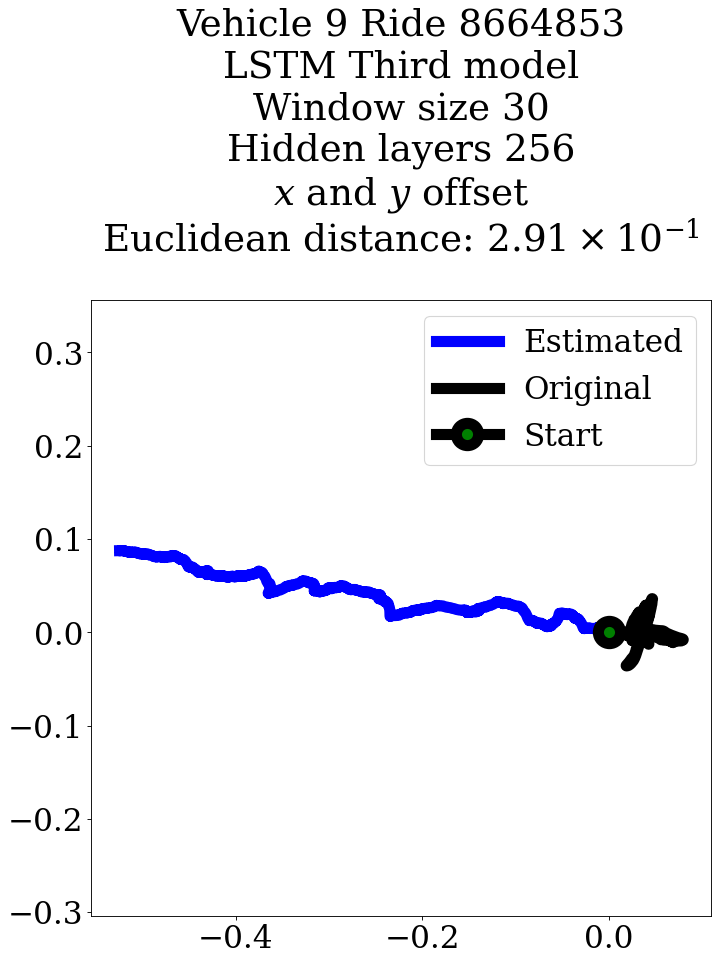 Vehicle 9 Ride 8664853
LSTM Third model
Window size 30
Hidden layers 256
x and y offset
Euclidean distance: 2.91 × 10⁻¹
Estimated
Original
Start
0.3
0.2
0.1
0.0
−0.1
−0.2
−0.3
−0.4
−0.2
0.0